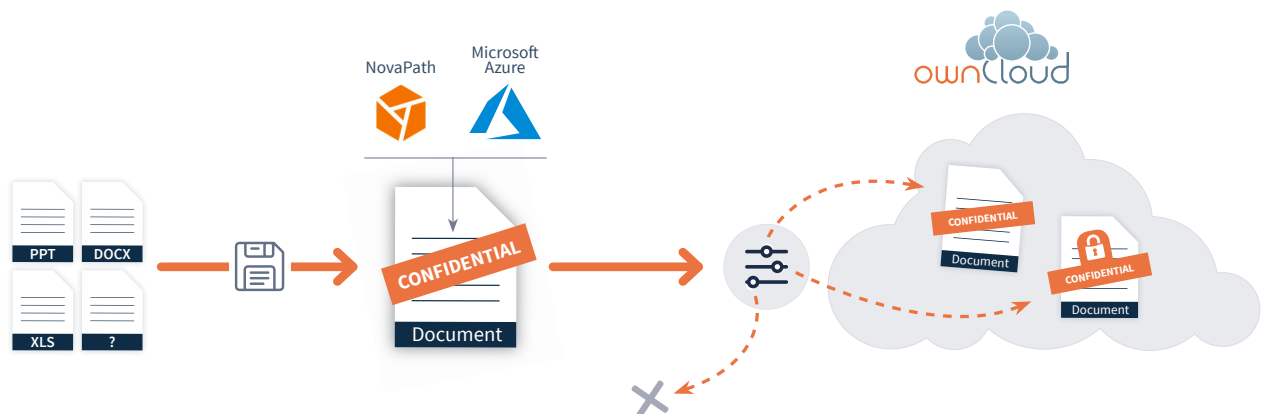 NovaPath
Microsoft
Azure
ownCloud
PPT
DOCX
XLS
?
CONFIDENTIAL
Document
CONFIDENTIAL
Document
CONFIDENTIAL
Document